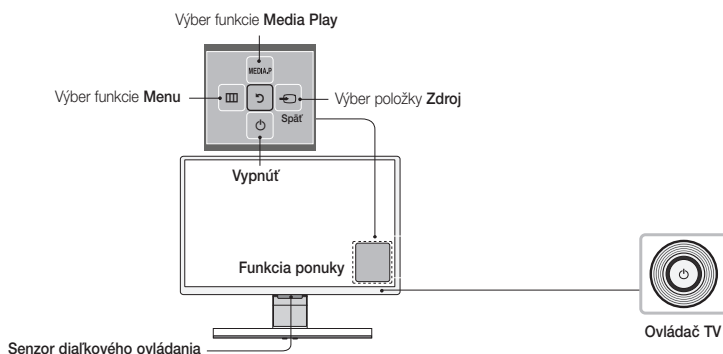 Výber funkcie Media Play
MEDIA.P
Výber funkcie Menu
Výber položky Zdroj
Späť
Vypnúť
Funkcia ponuky
Ovládač TV
Senzor diaľkového ovládania